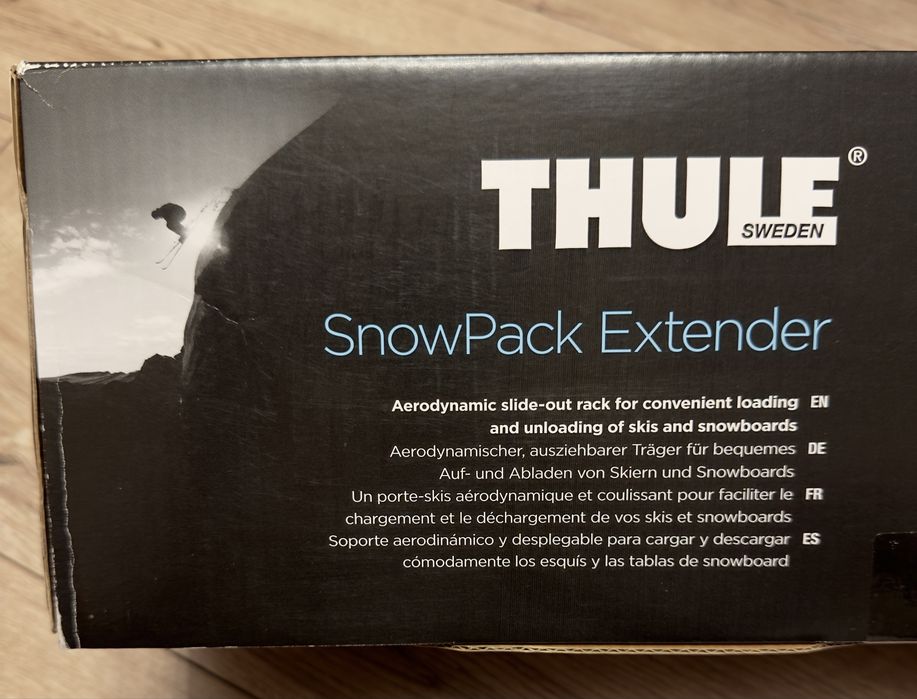 THULE®
SWEDEN
SnowPack Extender
Aerodynamic slide-out rack for convenient loading EN
and unloading of skis and snowboards
Aerodynamischer, ausziehbarer Träger für bequemes DE
Auf- und Abladen von Skiern und Snowboards
Un porte-skis aérodynamique et coulissant pour faciliter le FR
chargement et le déchargement de vos skis et snowboards
Soporte aerodinámico y desplegable para cargar y descargar ES
cómodamente los esquís y las tablas de snowboard